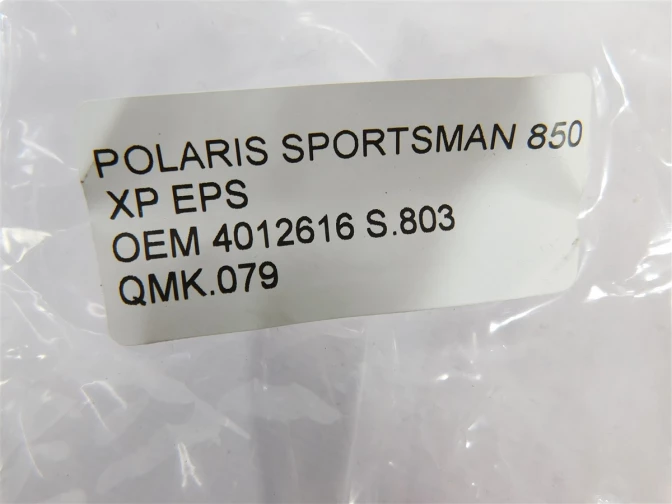 POLARIS SPORTSMAN 850
XP EPS
OEM 4012616 S.803
QMK.079